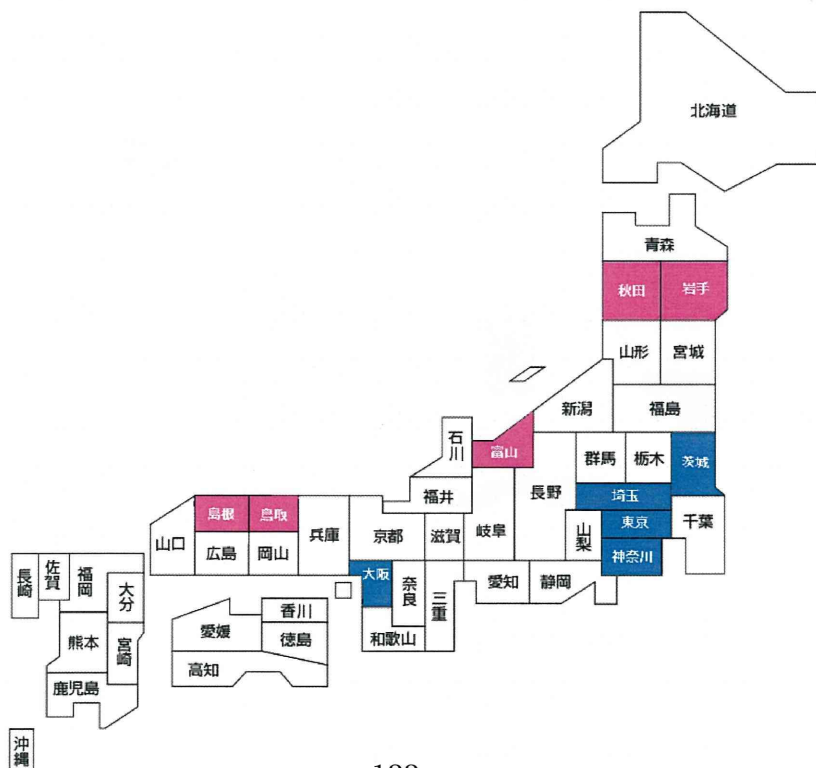 北海道
青森
秋田
岩手
山形
宮城
新潟
福島
石川
富山
群馬
栃木
茨城
福井
長野
埼玉
島根
鳥取
兵庫
京都
滋賀
岐阜
山梨
東京
千葉
山口
広島
岡山
神奈川
大阪
奈良
三重
愛知
静岡
長崎
佐賀
福岡
大分
和歌山
香川
愛媛
徳島
高知
熊本
宮崎
鹿児島
沖縄